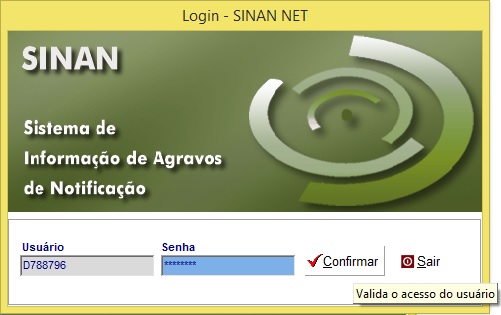 Login - SINAN NET
SINAN
Sistema de
Informação de Agravos
de Notificação
Usuário
Senha
D788796
********
Confirmar
Sair
Valida o acesso do usuário